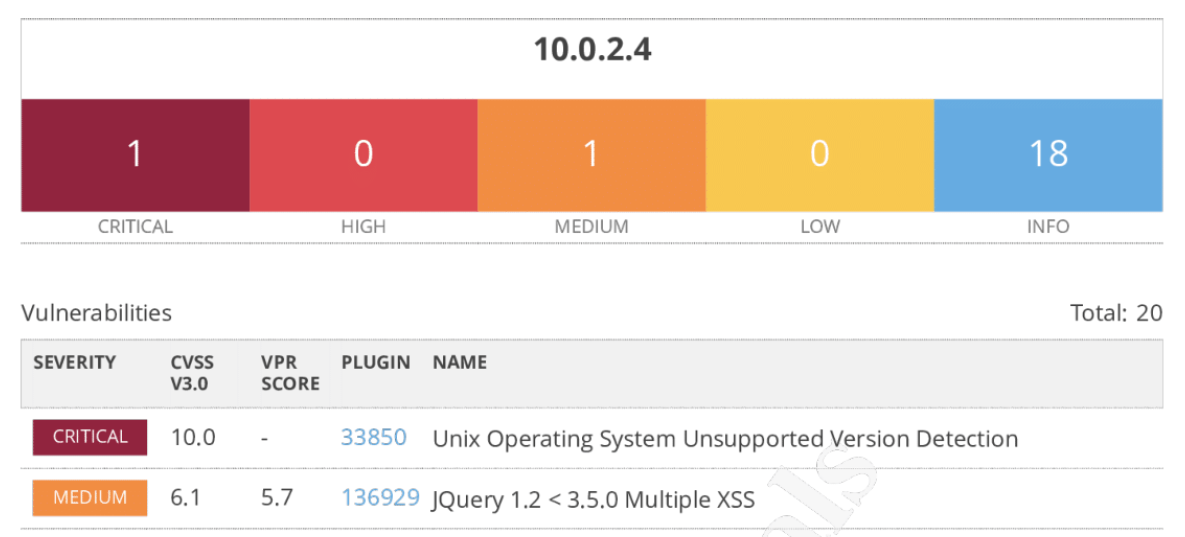 10.0.2.4
1 0 1 0 18
CRITICAL HIGH MEDIUM LOW INFO
Vulnerabilities Total: 20
SEVERITY CVSS V3.0 VPR SCORE PLUGIN NAME
CRITICAL 10.0 - 33850 Unix Operating System Unsupported Version Detection
MEDIUM 6.1 5.7 136929 JQuery 1.2 < 3.5.0 Multiple XSS